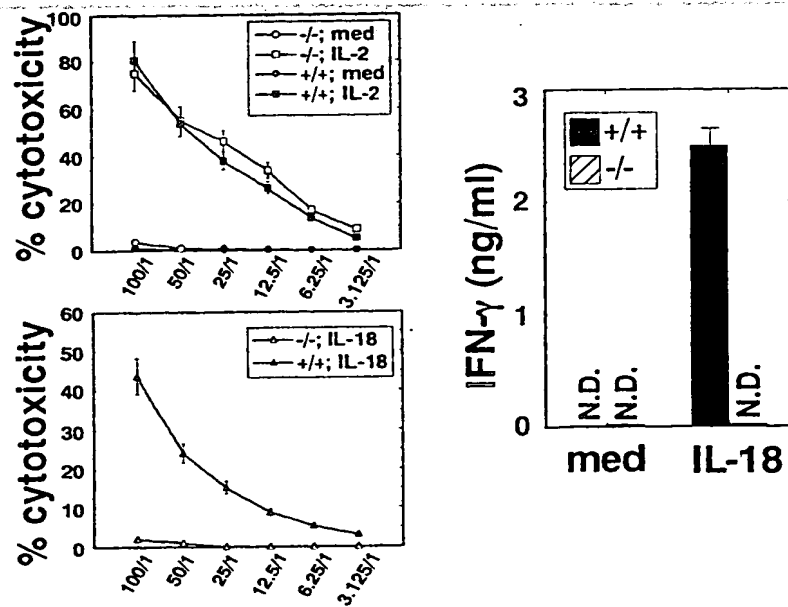 % cytotoxicity
100
80
60
40
20
0
-/-; med
-/-; IL-2
+/+; med
+/+; IL-2
100/1
50/1
25/1
12.5/1
6.25/1
3.125/1
% cytotoxicity
60
50
40
30
20
10
0
-/-; IL-18
+/+; IL-18
100/1
50/1
25/1
12.5/1
6.25/1
3.125/1
IFN-γ (ng/ml)
3
2
1
0
+/+
-/-
N.D.
N.D.
N.D.
med IL-18